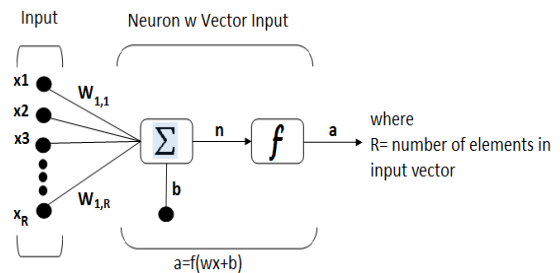 Input
Neuron w Vector Input
x1
W1,1
x2
x3
xR
W1,R
Σ
n
f
a
b
where
R= number of elements in
input vector
a=f(wx+b)